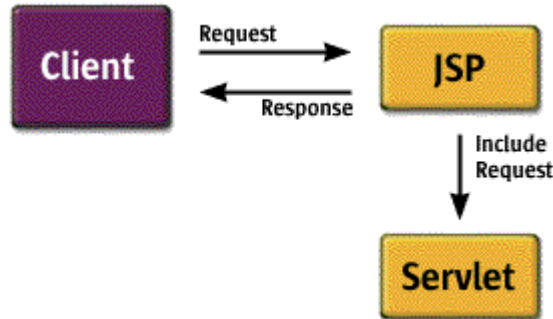 Client
Request
Response
JSP
Include
Request
Servlet